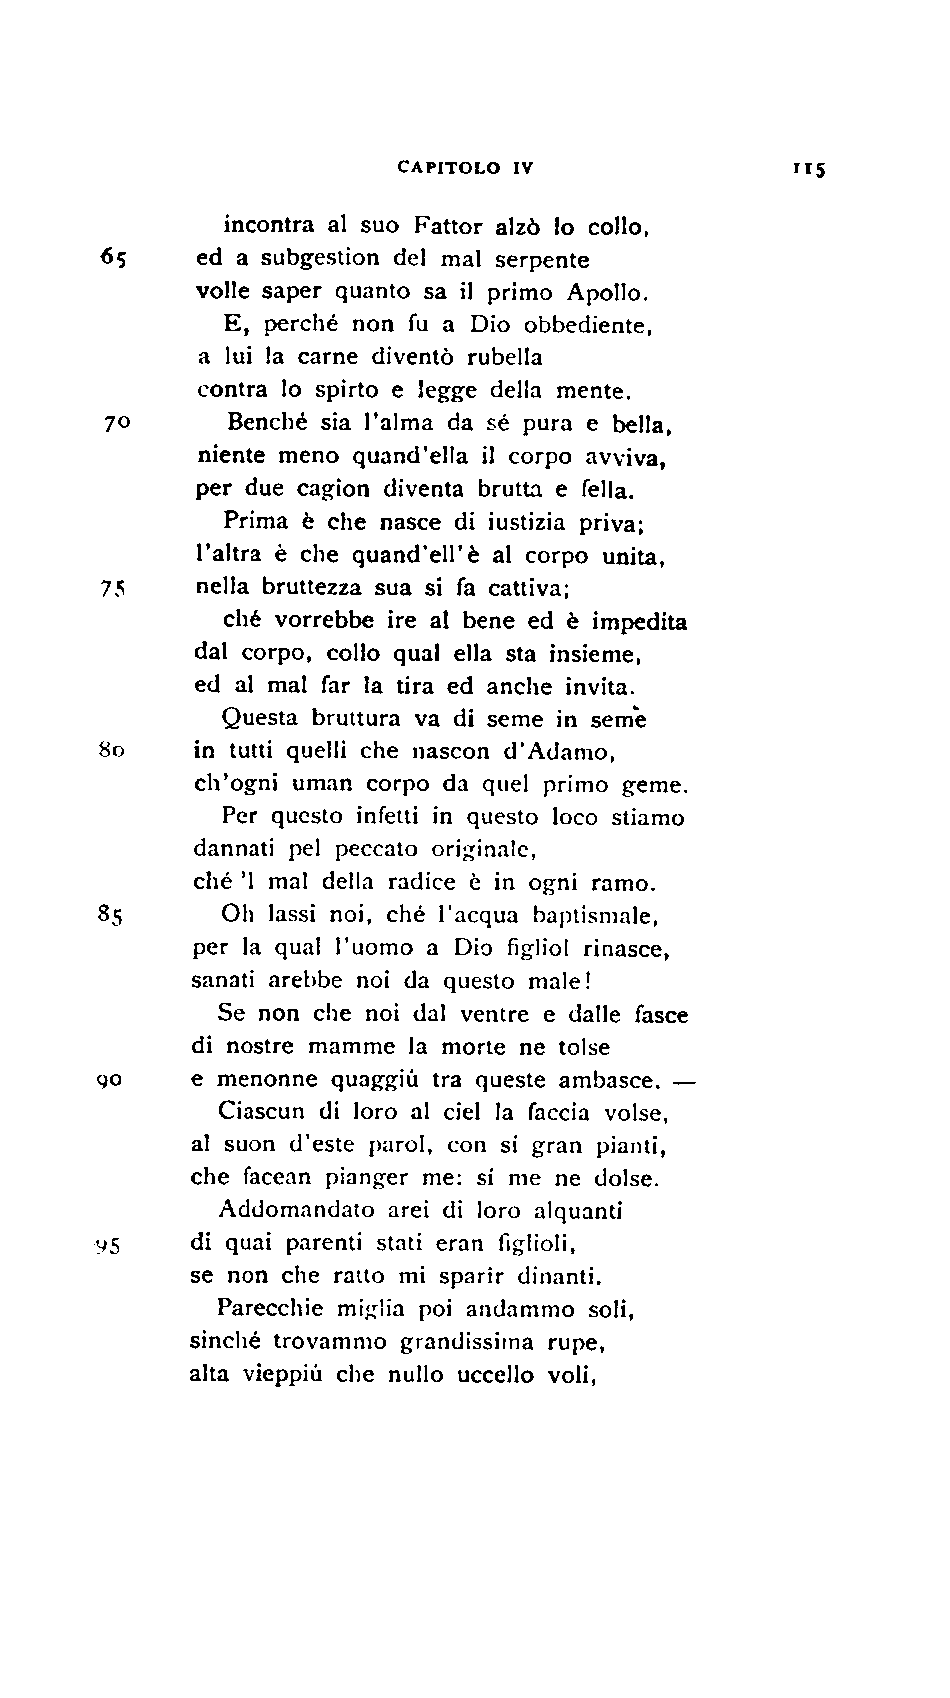 CAPITOLO IV 115
incontra al suo Fattor alzò lo collo,
65 ed a subgestion del mal serpente
volle saper quanto sa il primo Apollo.
E, perché non fu a Dio obbediente,
a lui la carne diventò rubella
contra lo spirto e legge della mente.
70 Benché sia l'alma da sé pura e bella,
niente meno quand'ella il corpo avviva,
per due cagion diventa brutta e fella.
Prima è che nasce di iustizia priva;
l'altra è che quand'ell'è al corpo unita,
75 nella bruttezza sua si fa cattiva;
ché vorrebbe ire al bene ed è impedita
dal corpo, collo qual ella sta insieme,
ed al mal far la tira ed anche invita.
Questa bruttura va di seme in seme
80 in tutti quelli che nascon d'Adamo,
ch'ogni uman corpo da quel primo geme.
Per questo infetti in questo loco stiamo
dannati pel peccato originale,
ché 'l mal della radice è in ogni ramo.
85 Oh lassi noi, ché l'acqua baptismale,
per la qual l'uomo a Dio figliol rinasce,
sanati arebbe noi da questo male!
Se non che noi dal ventre e dalle fasce
di nostre mamme la morte ne tolse
90 e menonne quaggiú tra queste ambasce. —
Ciascun di loro al ciel la faccia volse,
al suon d'este parol, con sí gran pianti,
che facean pianger me: sí me ne dolse.
Addomandato arei di loro alquanti
95 di quai parenti stati eran figlioli,
se non che ratto mi sparir dinanti.
Parecchie miglia poi andammo soli,
sinché trovammo grandissima rupe,
alta vieppiú che nullo uccello voli,